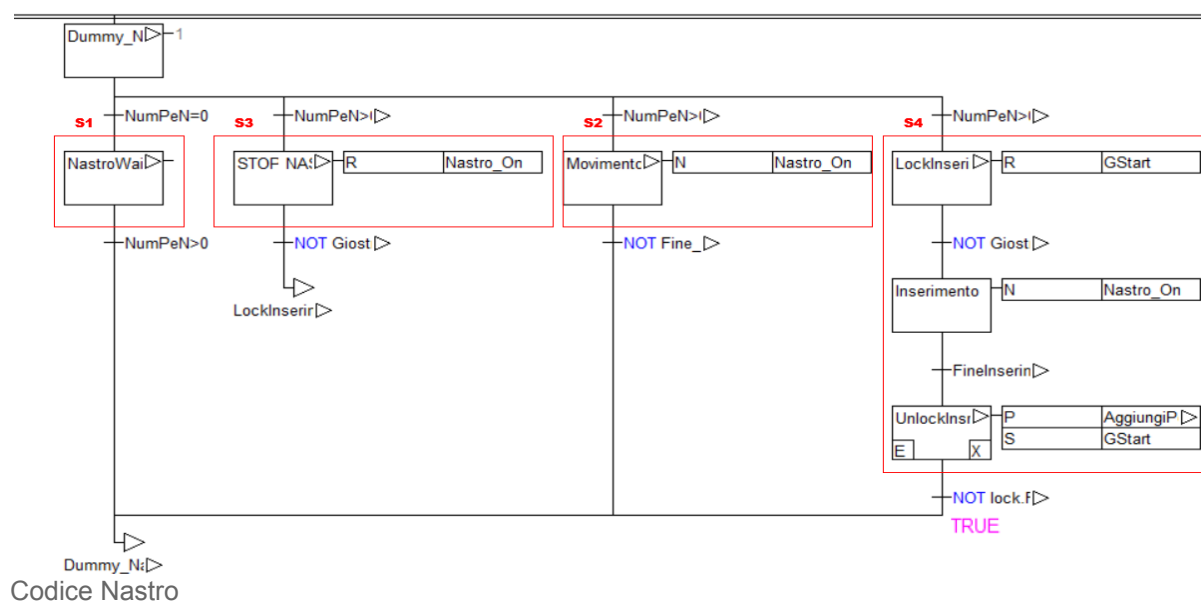 Dummy_N 1
NumPeN=0 NumPeN> NumPeN> NumPeN>
S1 S3 S2 S4
NastroWai STOF NAS R Nastro_On Movimento N Nastro_On LockInseri R GStart
NumPeN>0 NOT Giost NOT Fine_ NOT Giost
LockInserir
Inserimento N Nastro_On
FineInserin
UnlockInsr P AggiungiP
S GStart
E X
NOT lock.F
TRUE
Dummy_Na
Codice Nastro